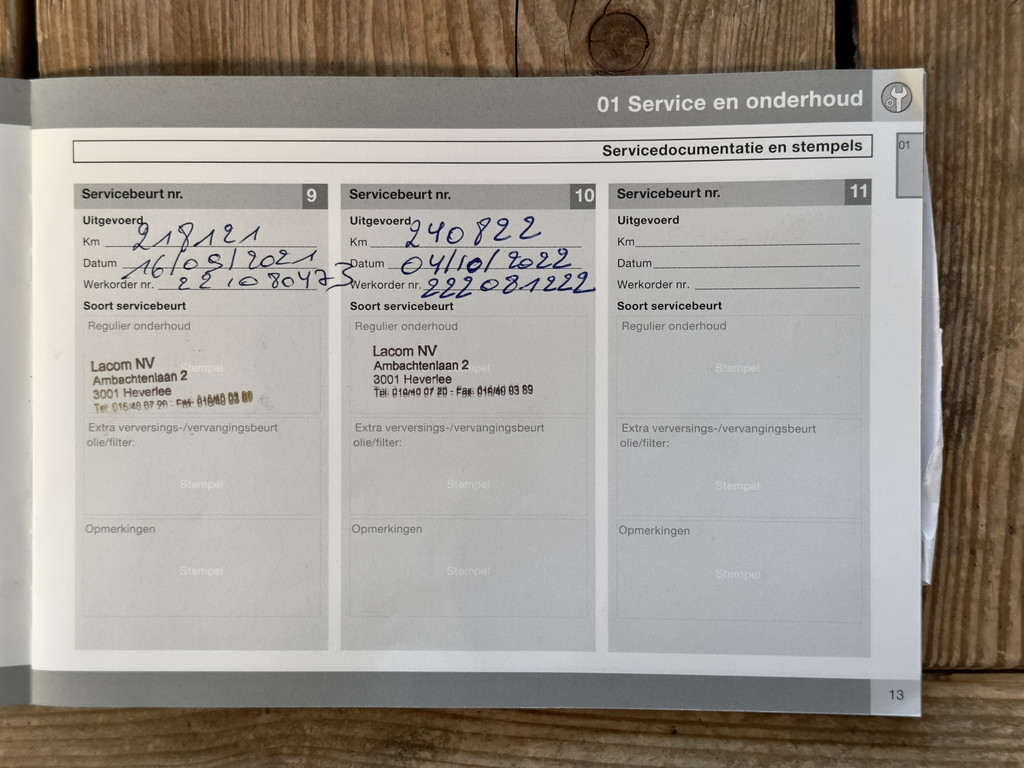 01 Service en onderhoud
01
Servicedocumentatie en stempels
Servicebeurt nr. 9
Uitgevoerd
Km 218121
Datum 16/09/2021
Werkorder nr.
Soort servicebeurt
Regulier onderhoud
Stempel
Lacom NV
Ambachtenlaan 2
3001 Heverlee
Extra verversings-/vervangingsbeurt
olie/filter:
Stempel
Opmerkingen
Stempel
Servicebeurt nr. 10
Uitgevoerd
Km 240822
Datum 04/10/2022
Werkorder nr. 222081222
Soort servicebeurt
Regulier onderhoud
Stempel
Lacom NV
Ambachtenlaan 2
3001 Heverlee
Extra verversings-/vervangingsbeurt
olie/filter:
Stempel
Opmerkingen
Stempel
Servicebeurt nr. 11
Uitgevoerd
Km
Datum
Werkorder nr.
Soort servicebeurt
Regulier onderhoud
Stempel
Extra verversings-/vervangingsbeurt
olie/filter:
Stempel
Opmerkingen
Stempel
13